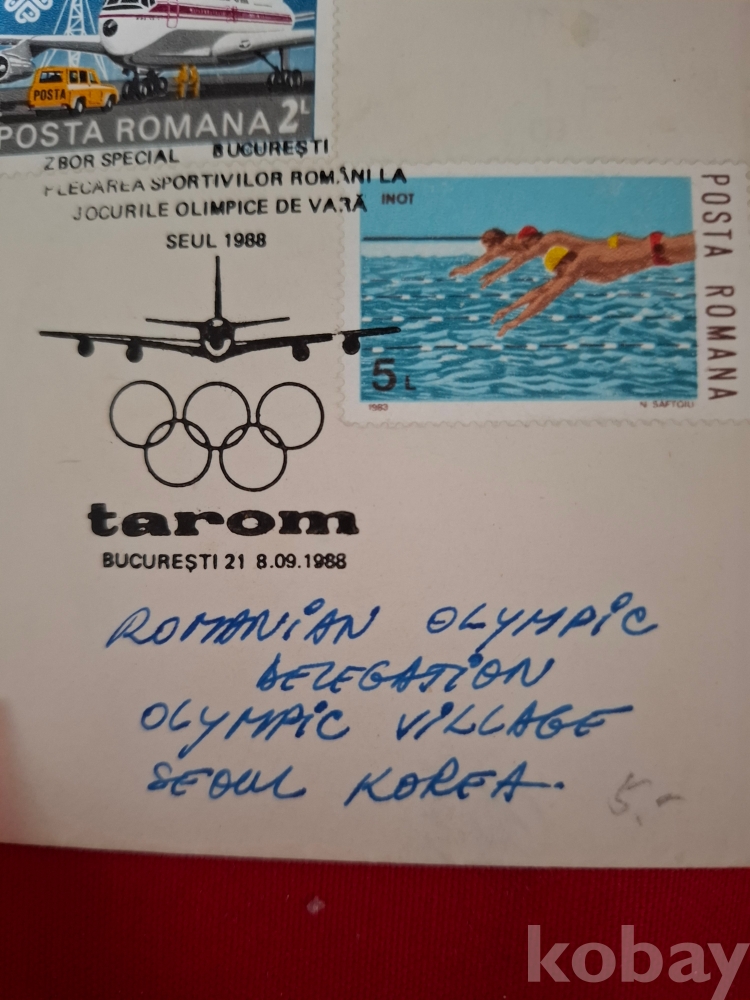 POSTA
POSTA ROMANA 2L
ZBOR SPECIAL BUCUREȘTI
PLECAREA SPORTIVILOR ROMÂNI LA
JOCURILE OLIMPICE DE VARĂ
SEUL 1988
INOT
POSTA ROMANA
5 L
1983 N. SAFTOIU
tarom
BUCUREȘTI 21 8.09.1988
ROMANIAN OLYMPIC
DELEGATION
OLYMPIC VILLAGE
SEOUL KOREA.
5.-
kobay